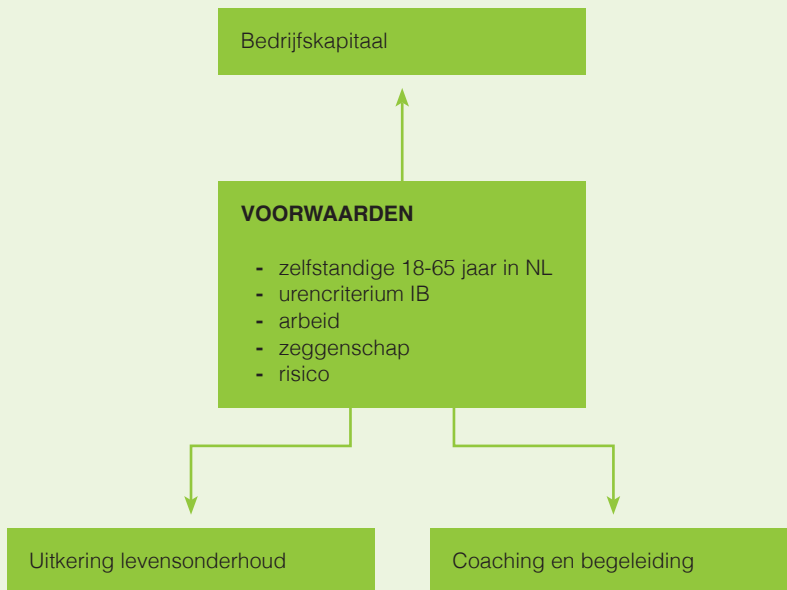 Bedrijfskapitaal
VOORWAARDEN
- zelfstandige 18-65 jaar in NL
- urencriterium IB
- arbeid
- zeggenschap
- risico
Uitkering levensonderhoud
Coaching en begeleiding